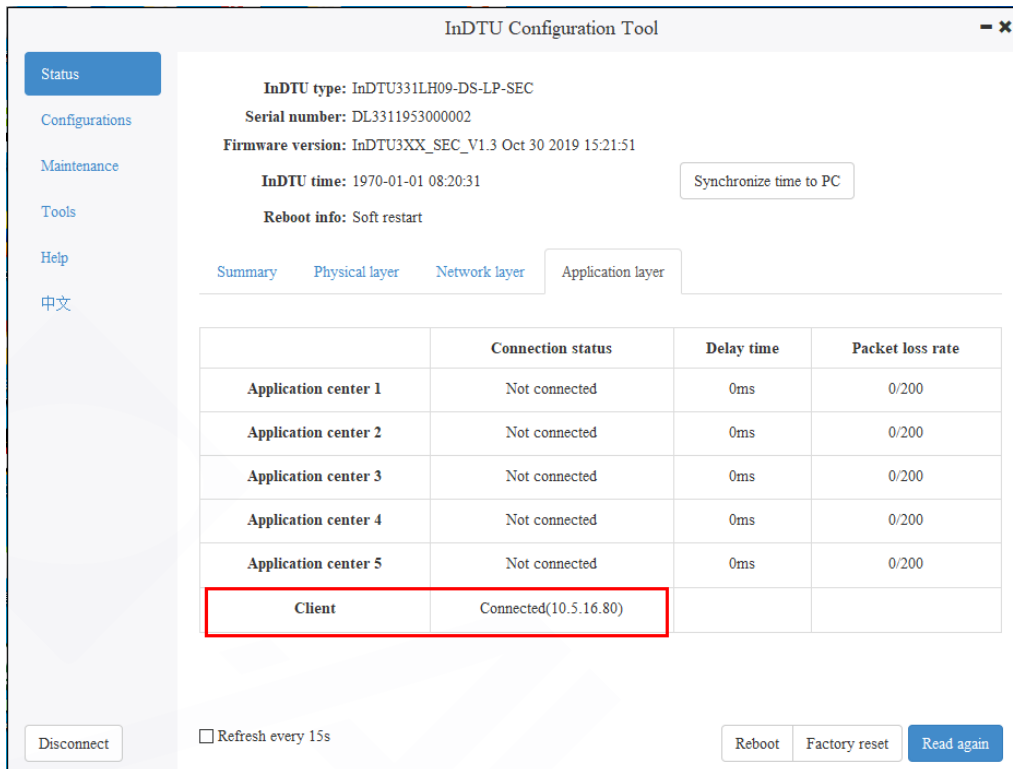 InDTU Configuration Tool
Status
Configurations
Maintenance
Tools
Help
中文
InDTU type: InDTU331LH09-DS-LP-SEC
Serial number: DL3311953000002
Firmware version: InDTU3XX_SEC_V1.3 Oct 30 2019 15:21:51
InDTU time: 1970-01-01 08:20:31
Synchronize time to PC
Reboot info: Soft restart
Summary Physical layer Network layer Application layer
Connection status Delay time Packet loss rate
Application center 1 Not connected 0ms 0/200
Application center 2 Not connected 0ms 0/200
Application center 3 Not connected 0ms 0/200
Application center 4 Not connected 0ms 0/200
Application center 5 Not connected 0ms 0/200
Client Connected(10.5.16.80)
Disconnect
Refresh every 15s
Reboot Factory reset Read again